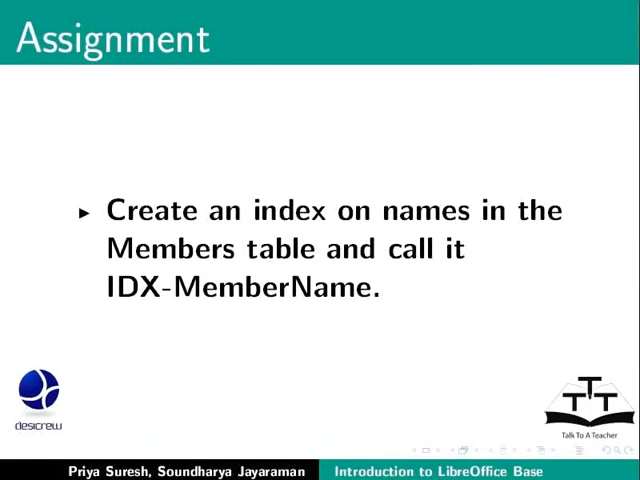 Assignment
Create an index on names in the
Members table and call it
IDX-MemberName.
desicrew
T T T
Talk To A Teacher
Priya Suresh, Soundharya Jayaraman Introduction to LibreOffice Base